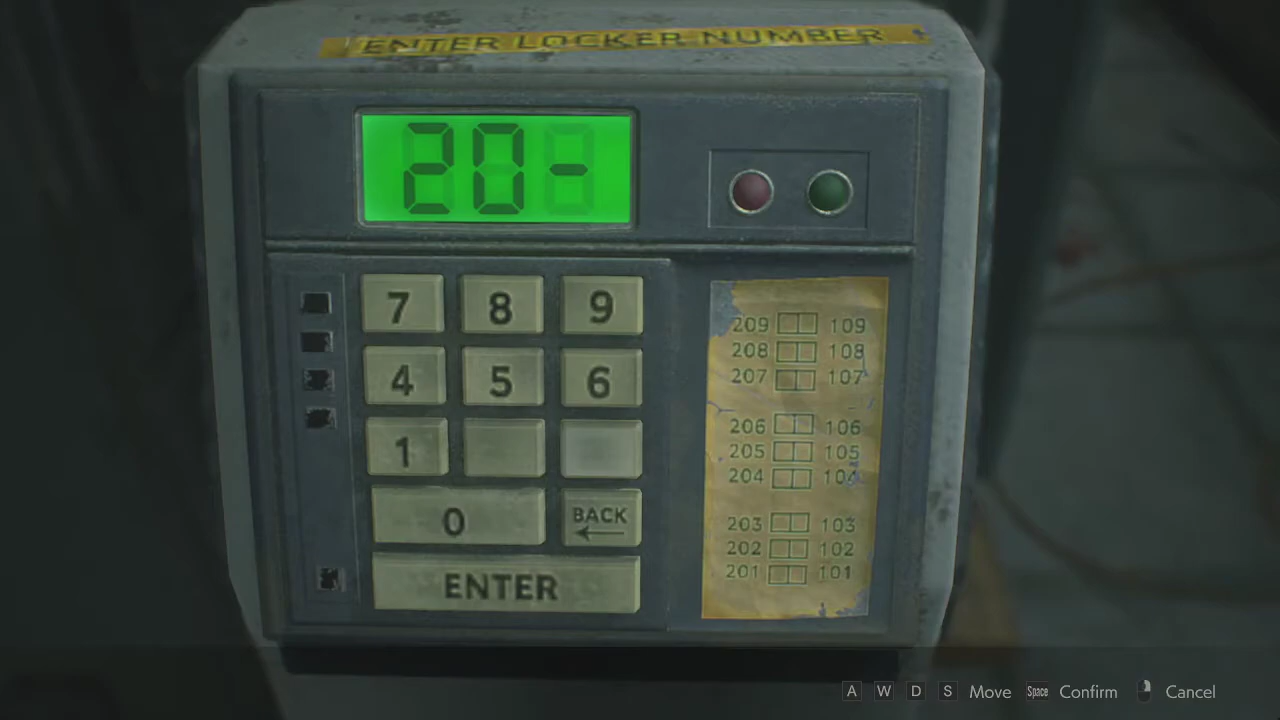 ENTER LOCKER NUMBER
20-
7 8 9
4 5 6
1
0 BACK
ENTER
209 109
208 108
207 107
206 106
205 105
204 104
203 103
202 102
201 101
A W D S Move Space Confirm Cancel